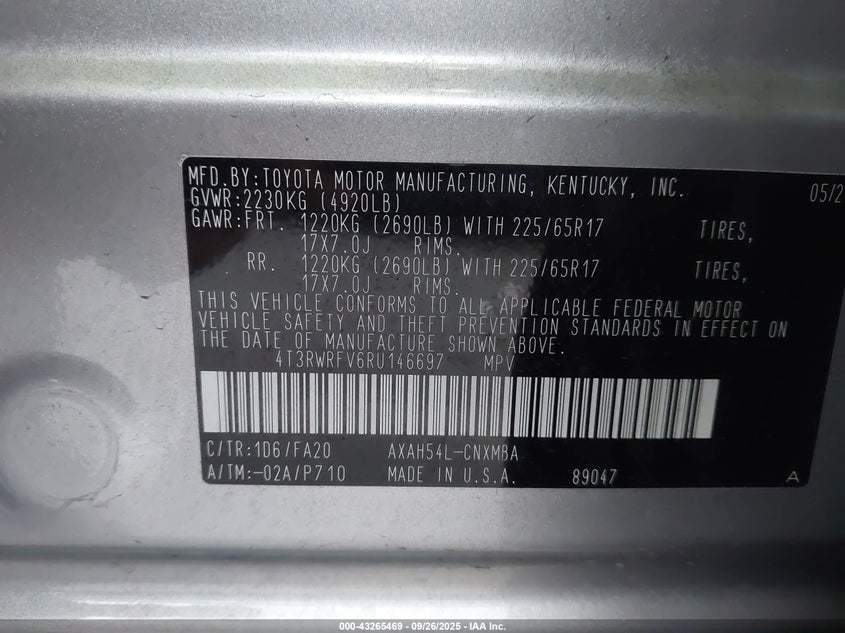 MFD.BY:TOYOTA MOTOR MANUFACTURING, KENTUCKY, INC. 05/2
GVWR:2230KG (4920LB)
GAWR:FRT. 1220KG (2690LB) WITH 225/65R17 TIRES,
17X7.0J RIMS.
RR. 1220KG (2690LB) WITH 225/65R17 TIRES,
17X7.0J RIMS.
THIS VEHICLE CONFORMS TO ALL APPLICABLE FEDERAL MOTOR
VEHICLE SAFETY AND THEFT PREVENTION STANDARDS IN EFFECT ON
THE DATE OF MANUFACTURE SHOWN ABOVE.
4T3RWRFV6RU146697 MPV
C/TR:1D6/FA20 AXAH54L-CNXMBA
A/TM:-02A/P710 MADE IN U.S.A. 89047 A
000-43265469 - 09/26/2025 - IAA Inc.